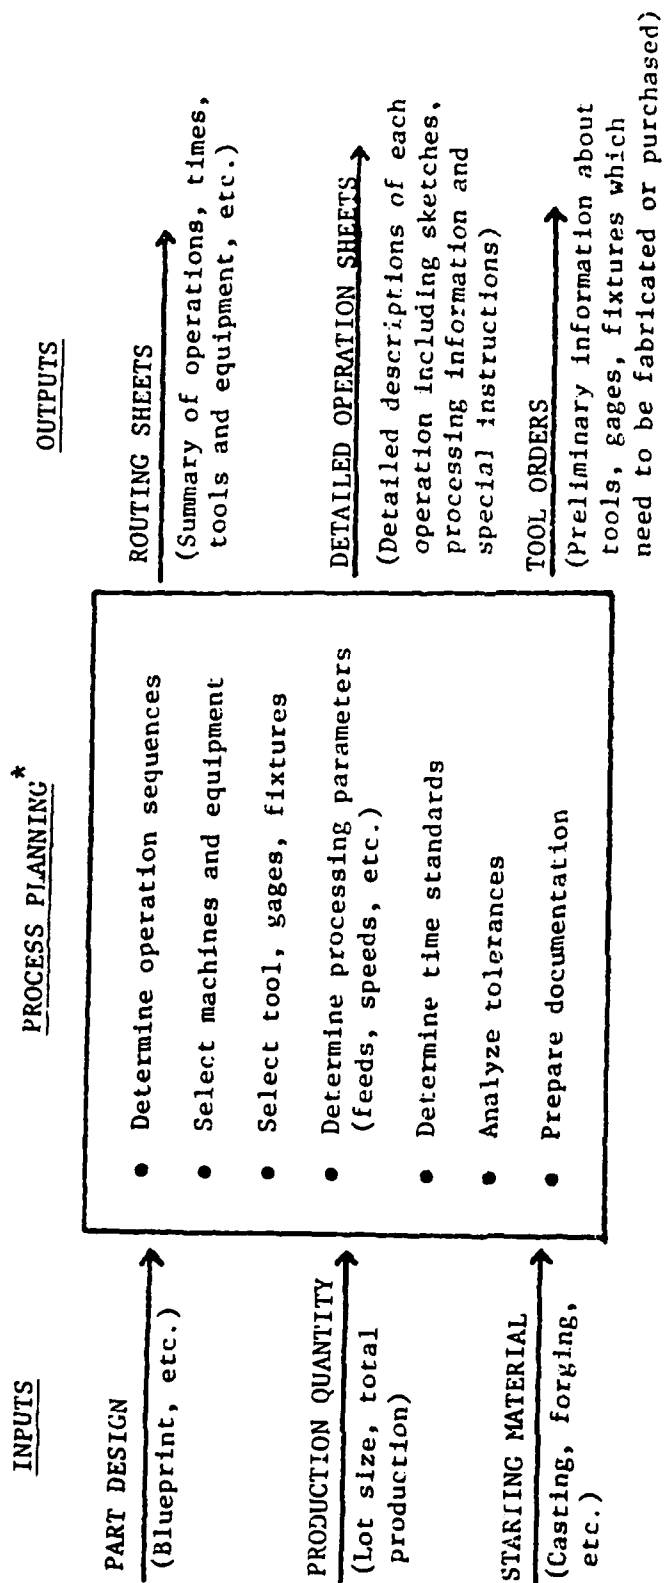 INPUTS
PART DESIGN
(Blueprint, etc.)
PRODUCTION QUANTITY
(Lot size, total
production)
STARTING MATERIAL
(Casting, forging,
etc.)
PROCESS PLANNING*
● Determine operation sequences
● Select machines and equipment
● Select tool, gages, fixtures
● Determine processing parameters
(feeds, speeds, etc.)
● Determine time standards
● Analyze tolerances
● Prepare documentation
OUTPUTS
ROUTING SHEETS
(Summary of operations, times,
tools and equipment, etc.)
DETAILED OPERATION SHEETS
(Detailed descriptions of each
operation including sketches,
processing information and
special instructions)
TOOL ORDERS
(Preliminary information about
tools, gages, fixtures which
need to be fabricated or purchased)